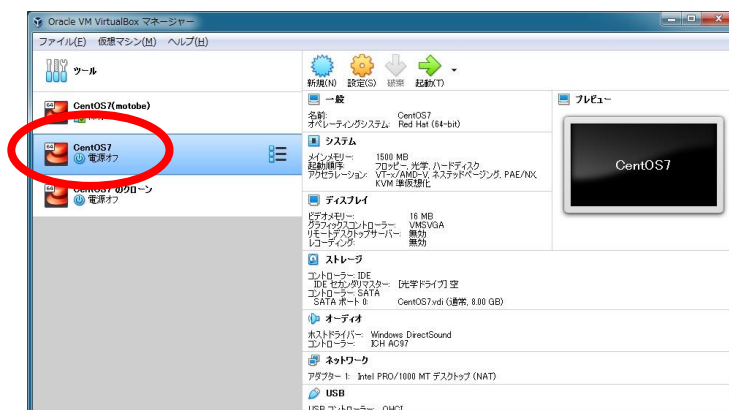 Oracle VM VirtualBox マネージャー
ファイル(F) 仮想マシン(M) ヘルプ(H)
ツール
新規(N) 設定(S) 破棄 起動(T)
CentOS7(motobe)
CentOS7
電源オフ
CentOS7 のクローン
電源オフ
一般
名前: CentOS7
オペレーティングシステム: Red Hat (64-bit)
システム
メインメモリー: 1500 MB
起動順序: フロッピー, 光学, ハードディスク
アクセラレーション: VT-x/AMD-V, ネステッドページング, PAE/NX,
KVM 準仮想化
ディスプレイ
ビデオメモリー: 16 MB
グラフィックスコントローラー: VMSVGA
リモートデスクトップサーバー: 無効
レコーディング: 無効
ストレージ
コントローラー: IDE
IDE セカンダリマスター: [光学ドライブ] 空
コントローラー: SATA
SATA ポート 0: CentOS7.vdi (通常, 8.00 GB)
オーディオ
ホストドライバー: Windows DirectSound
コントローラー: ICH AC97
ネットワーク
アダプター 1: Intel PRO/1000 MT デスクトップ (NAT)
USB
USB コントローラー: OHCI
プレビュー
CentOS7